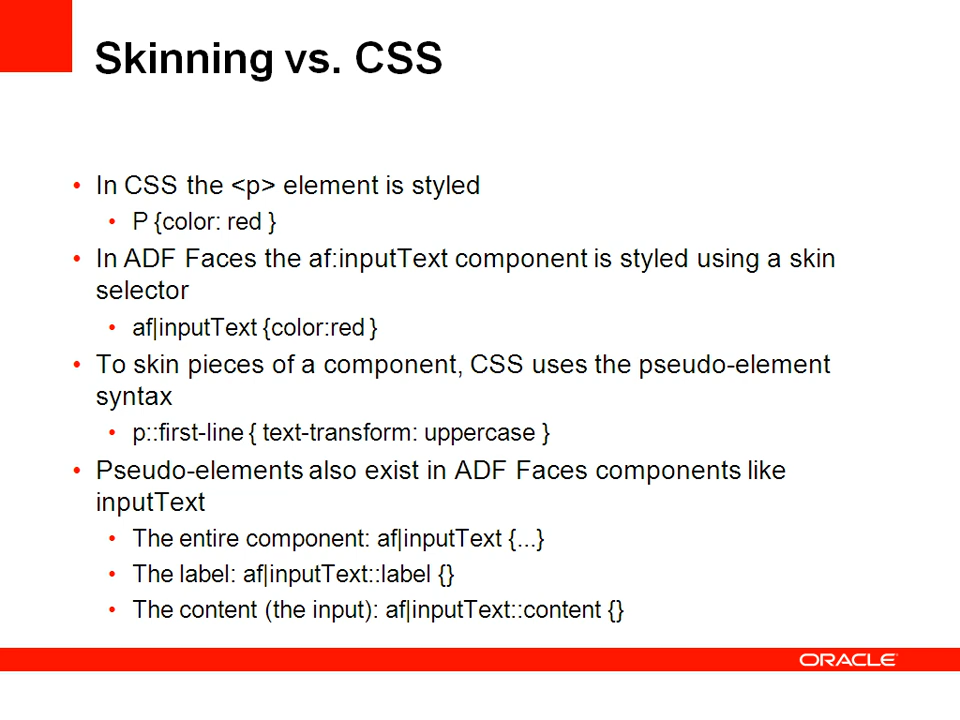 Skinning vs. CSS
• In CSS the <p> element is styled
• P {color: red }
• In ADF Faces the af:inputText component is styled using a skin
selector
• af|inputText {color:red }
• To skin pieces of a component, CSS uses the pseudo-element
syntax
• p::first-line { text-transform: uppercase }
• Pseudo-elements also exist in ADF Faces components like
inputText
• The entire component: af|inputText {...}
• The label: af|inputText::label {}
• The content (the input): af|inputText::content {}
ORACLE